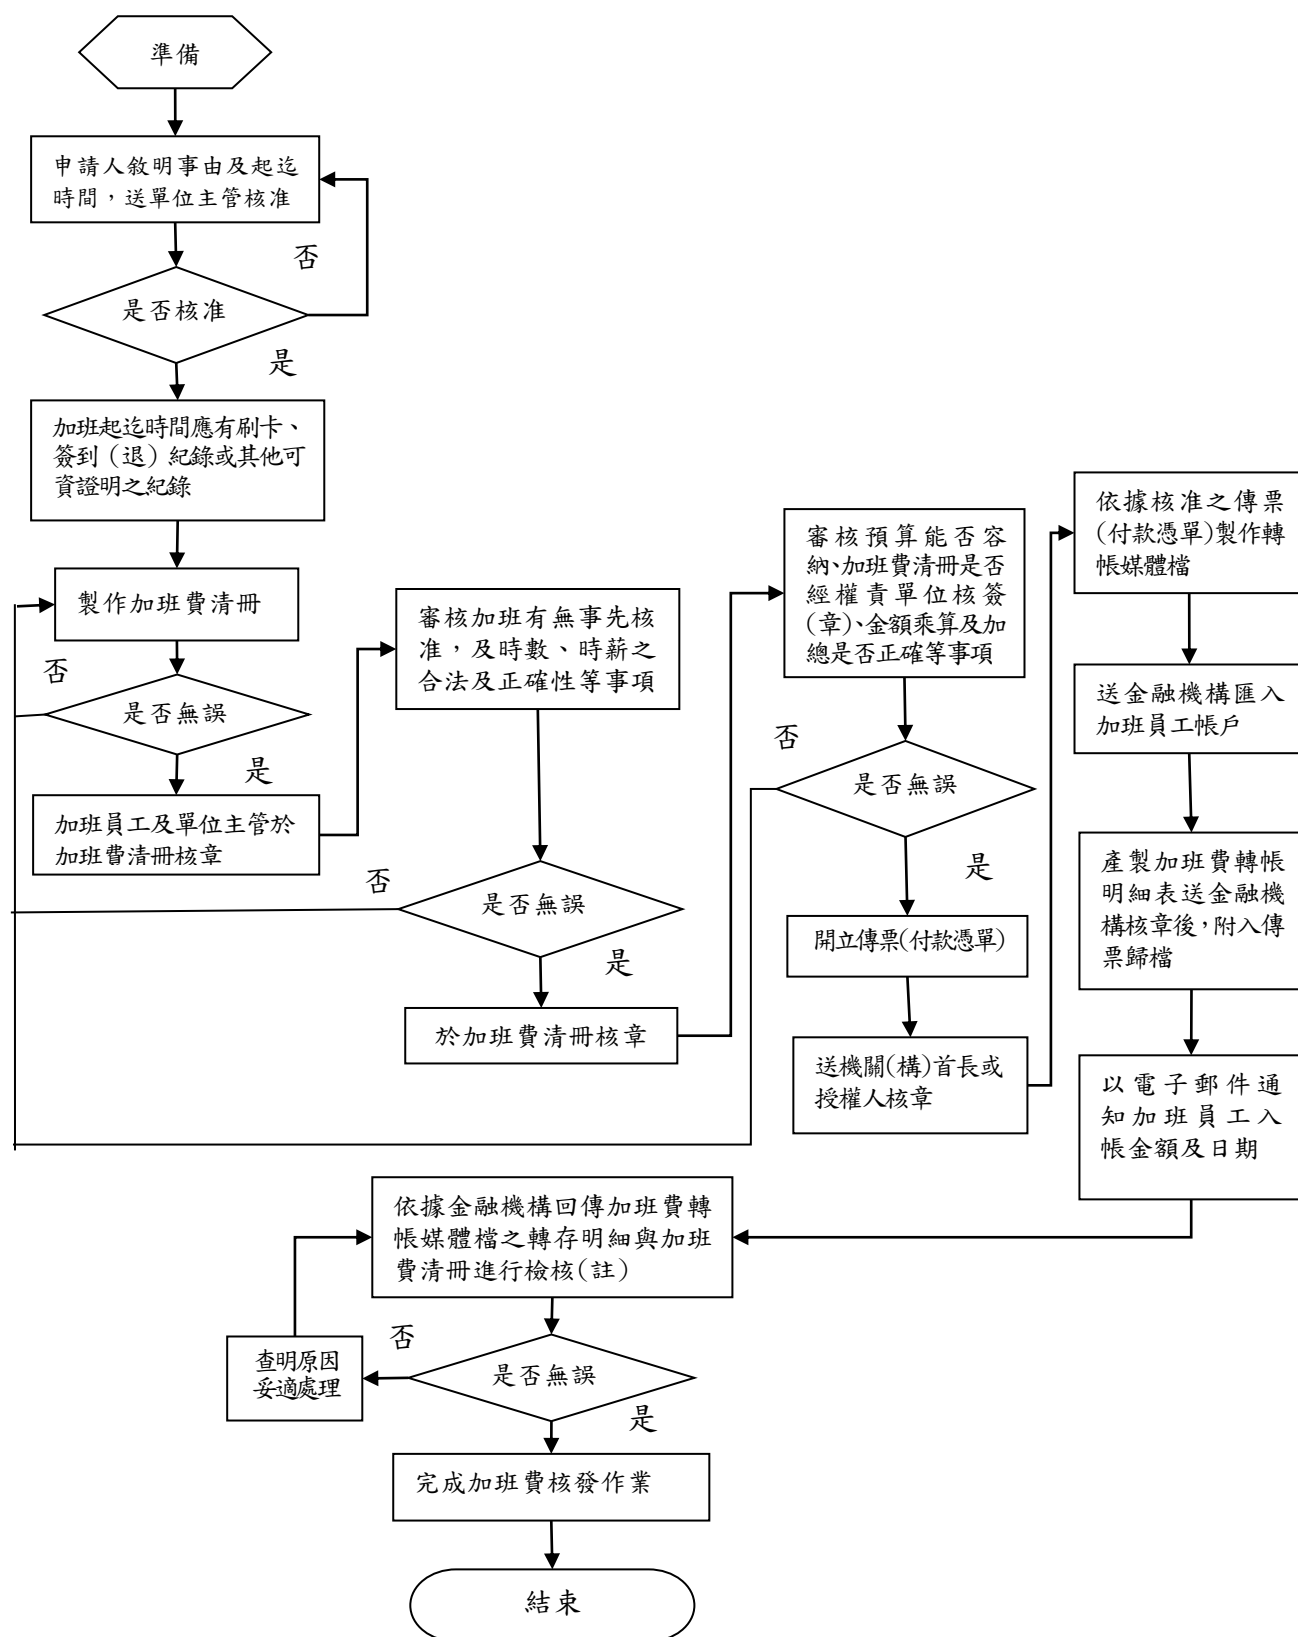 準備
申請人敘明事由及起迄
時間，送單位主管核准
否
是否核准
是
加班起迄時間應有刷卡、
簽到（退）紀錄或其他可
資證明之紀錄
製作加班費清冊
否
是否無誤
是
加班員工及單位主管於
加班費清冊核章
審核加班有無事先核
准，及時數、時薪之
合法及正確性等事項
否
是否無誤
是
於加班費清冊核章
審核預算能否容
納、加班費清冊是否
經權責單位核簽
(章)、金額乘算及加
總是否正確等事項
否
是否無誤
是
開立傳票(付款憑單)
送機關(構)首長或
授權人核章
依據核准之傳票
(付款憑單)製作轉
帳媒體檔
送金融機構匯入
加班員工帳戶
產製加班費轉帳
明細表送金融機
構核章後，附入傳
票歸檔
以電子郵件通
知加班員工入
帳金額及日期
依據金融機構回傳加班費轉
帳媒體檔之轉存明細與加班
費清冊進行檢核(註)
否
查明原因
妥適處理
是否無誤
是
完成加班費核發作業
結束